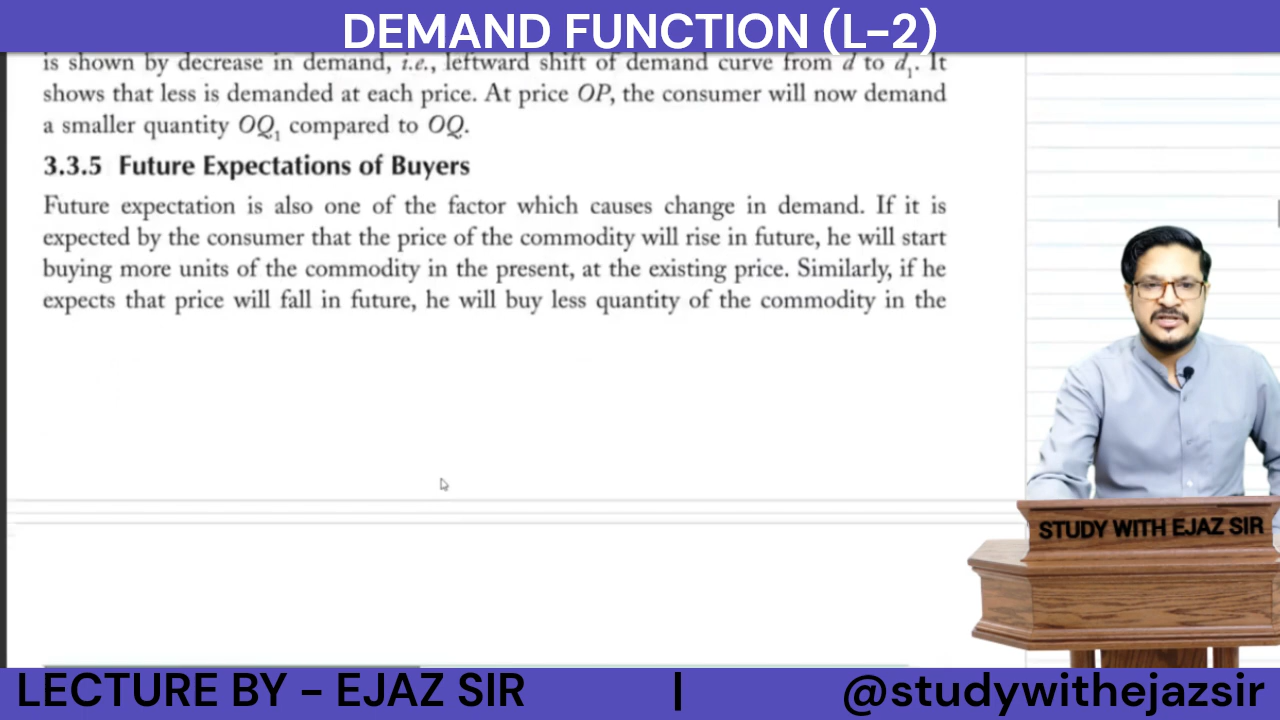 DEMAND FUNCTION (L-2)
is shown by decrease in demand, i.e., leftward shift of demand curve from d to d₁. It
shows that less is demanded at each price. At price OP, the consumer will now demand
a smaller quantity OQ₁ compared to OQ.
3.3.5 Future Expectations of Buyers
Future expectation is also one of the factor which causes change in demand. If it is
expected by the consumer that the price of the commodity will rise in future, he will start
buying more units of the commodity in the present, at the existing price. Similarly, if he
expects that price will fall in future, he will buy less quantity of the commodity in the
STUDY WITH EJAZ SIR
LECTURE BY - EJAZ SIR | @studywithejazsir